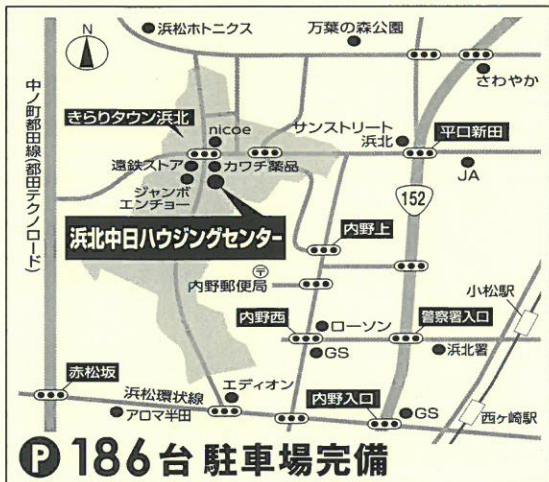 N
浜松ホトニクス
万葉の森公園
さわやか
中ノ町都田線(都田テクノロード)
きらりタウン浜北
nicoe
サンストリート
浜北
平口新田
遠鉄ストア
カワチ薬品
JA
ジャンボ
エンチョー
152
浜北中日ハウジングセンター
内野上
〒
内野郵便局
小松駅
内野西
ローソン
警察署入口
GS
浜北署
赤松坂
浜松環状線
エディオン
内野入口
GS
アロマ半田
西ヶ崎駅
P 186台 駐車場完備